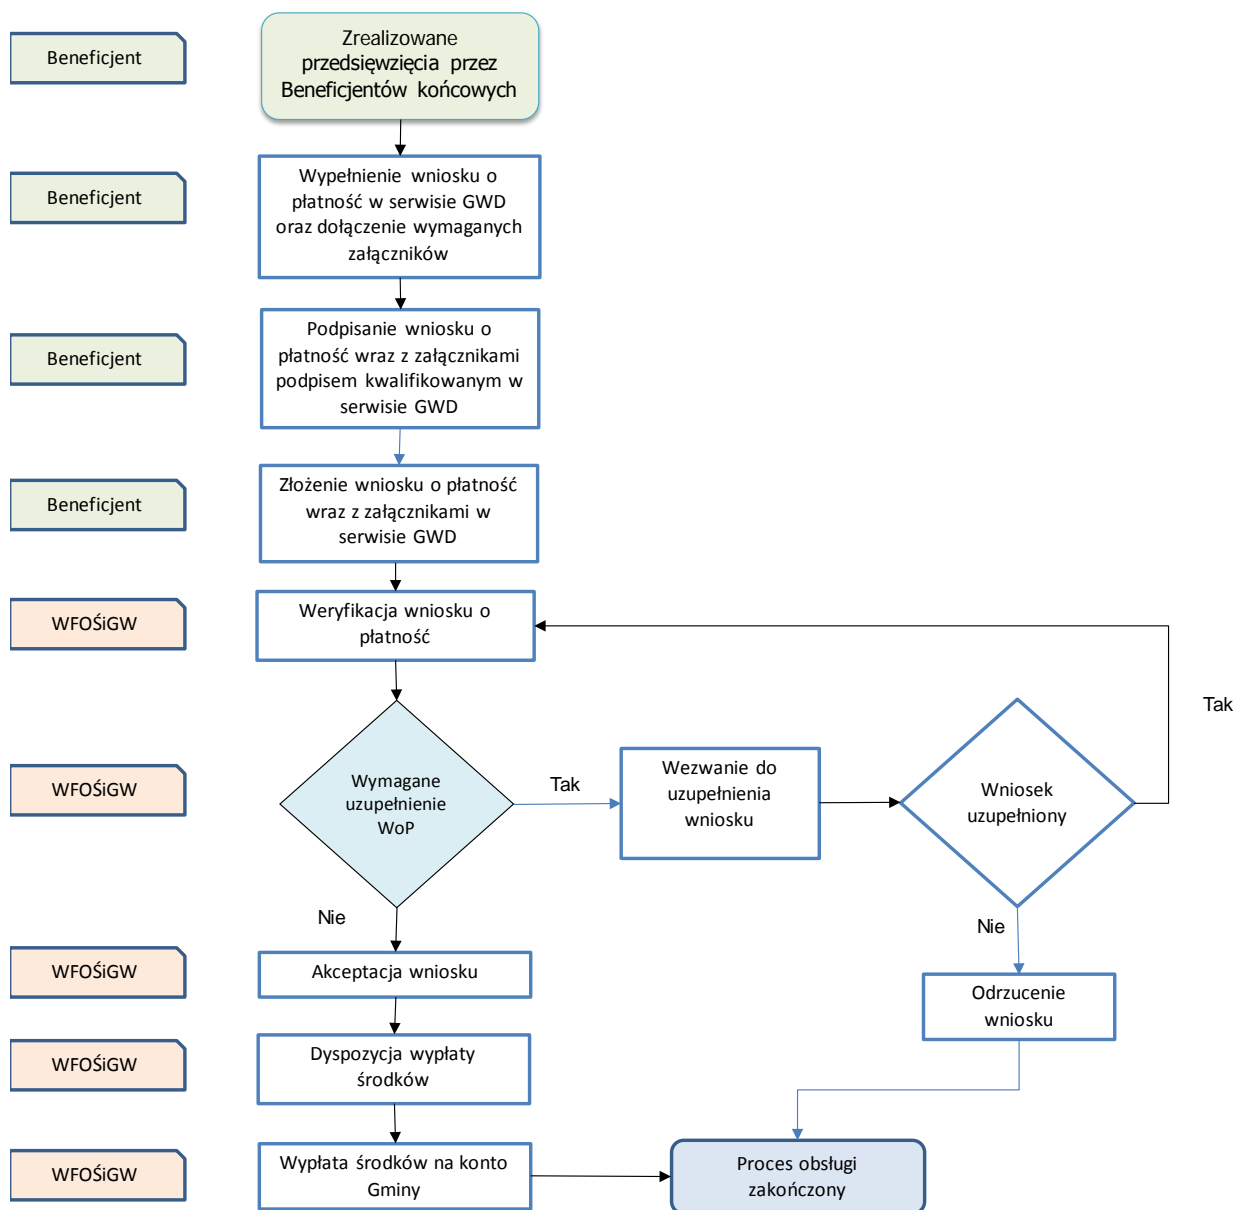 Beneficjent
Zrealizowane
przedsięwzięcia przez
Beneficjentów końcowych
Beneficjent
Wypełnienie wniosku o
płatność w serwisie GWD
oraz dołączenie wymaganych
załączników
Beneficjent
Podpisanie wniosku o
płatność wraz z załącznikami
podpisem kwalifikowanym w
serwisie GWD
Beneficjent
Złożenie wniosku o płatność
wraz z załącznikami w
serwisie GWD
WFOŚiGW
Weryfikacja wniosku o
płatność
WFOŚiGW
Wymagane
uzupełnienie
WoP
Tak
Wezwanie do
uzupełnienia
wniosku
Wniosek
uzupełniony
Tak
Nie
Nie
WFOŚiGW
Akceptacja wniosku
Odrzucenie
wniosku
WFOŚiGW
Dyspozycja wypłaty
środków
WFOŚiGW
Wypłata środków na konto
Gminy
Proces obsługi
zakończony